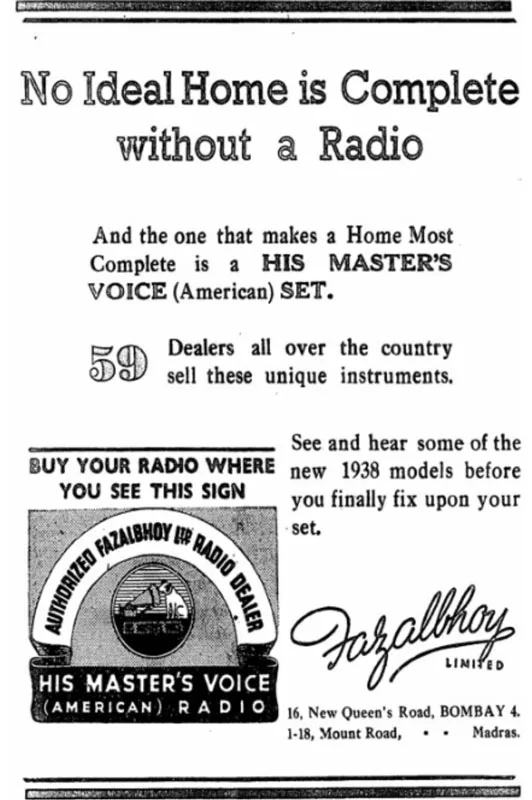 No Ideal Home is Complete
without a Radio
And the one that makes a Home Most
Complete is a HIS MASTER'S
VOICE (American) SET.
59 Dealers all over the country
sell these unique instruments.
BUY YOUR RADIO WHERE
YOU SEE THIS SIGN
AUTHORIZED FAZALBHOY LTD RADIO DEALER
HIS MASTER'S VOICE
(AMERICAN) RADIO
See and hear some of the
new 1938 models before
you finally fix upon your
set.
Fazalbhoy
LIMITED
16, New Queen's Road, BOMBAY 4.
1-18, Mount Road, • • Madras.